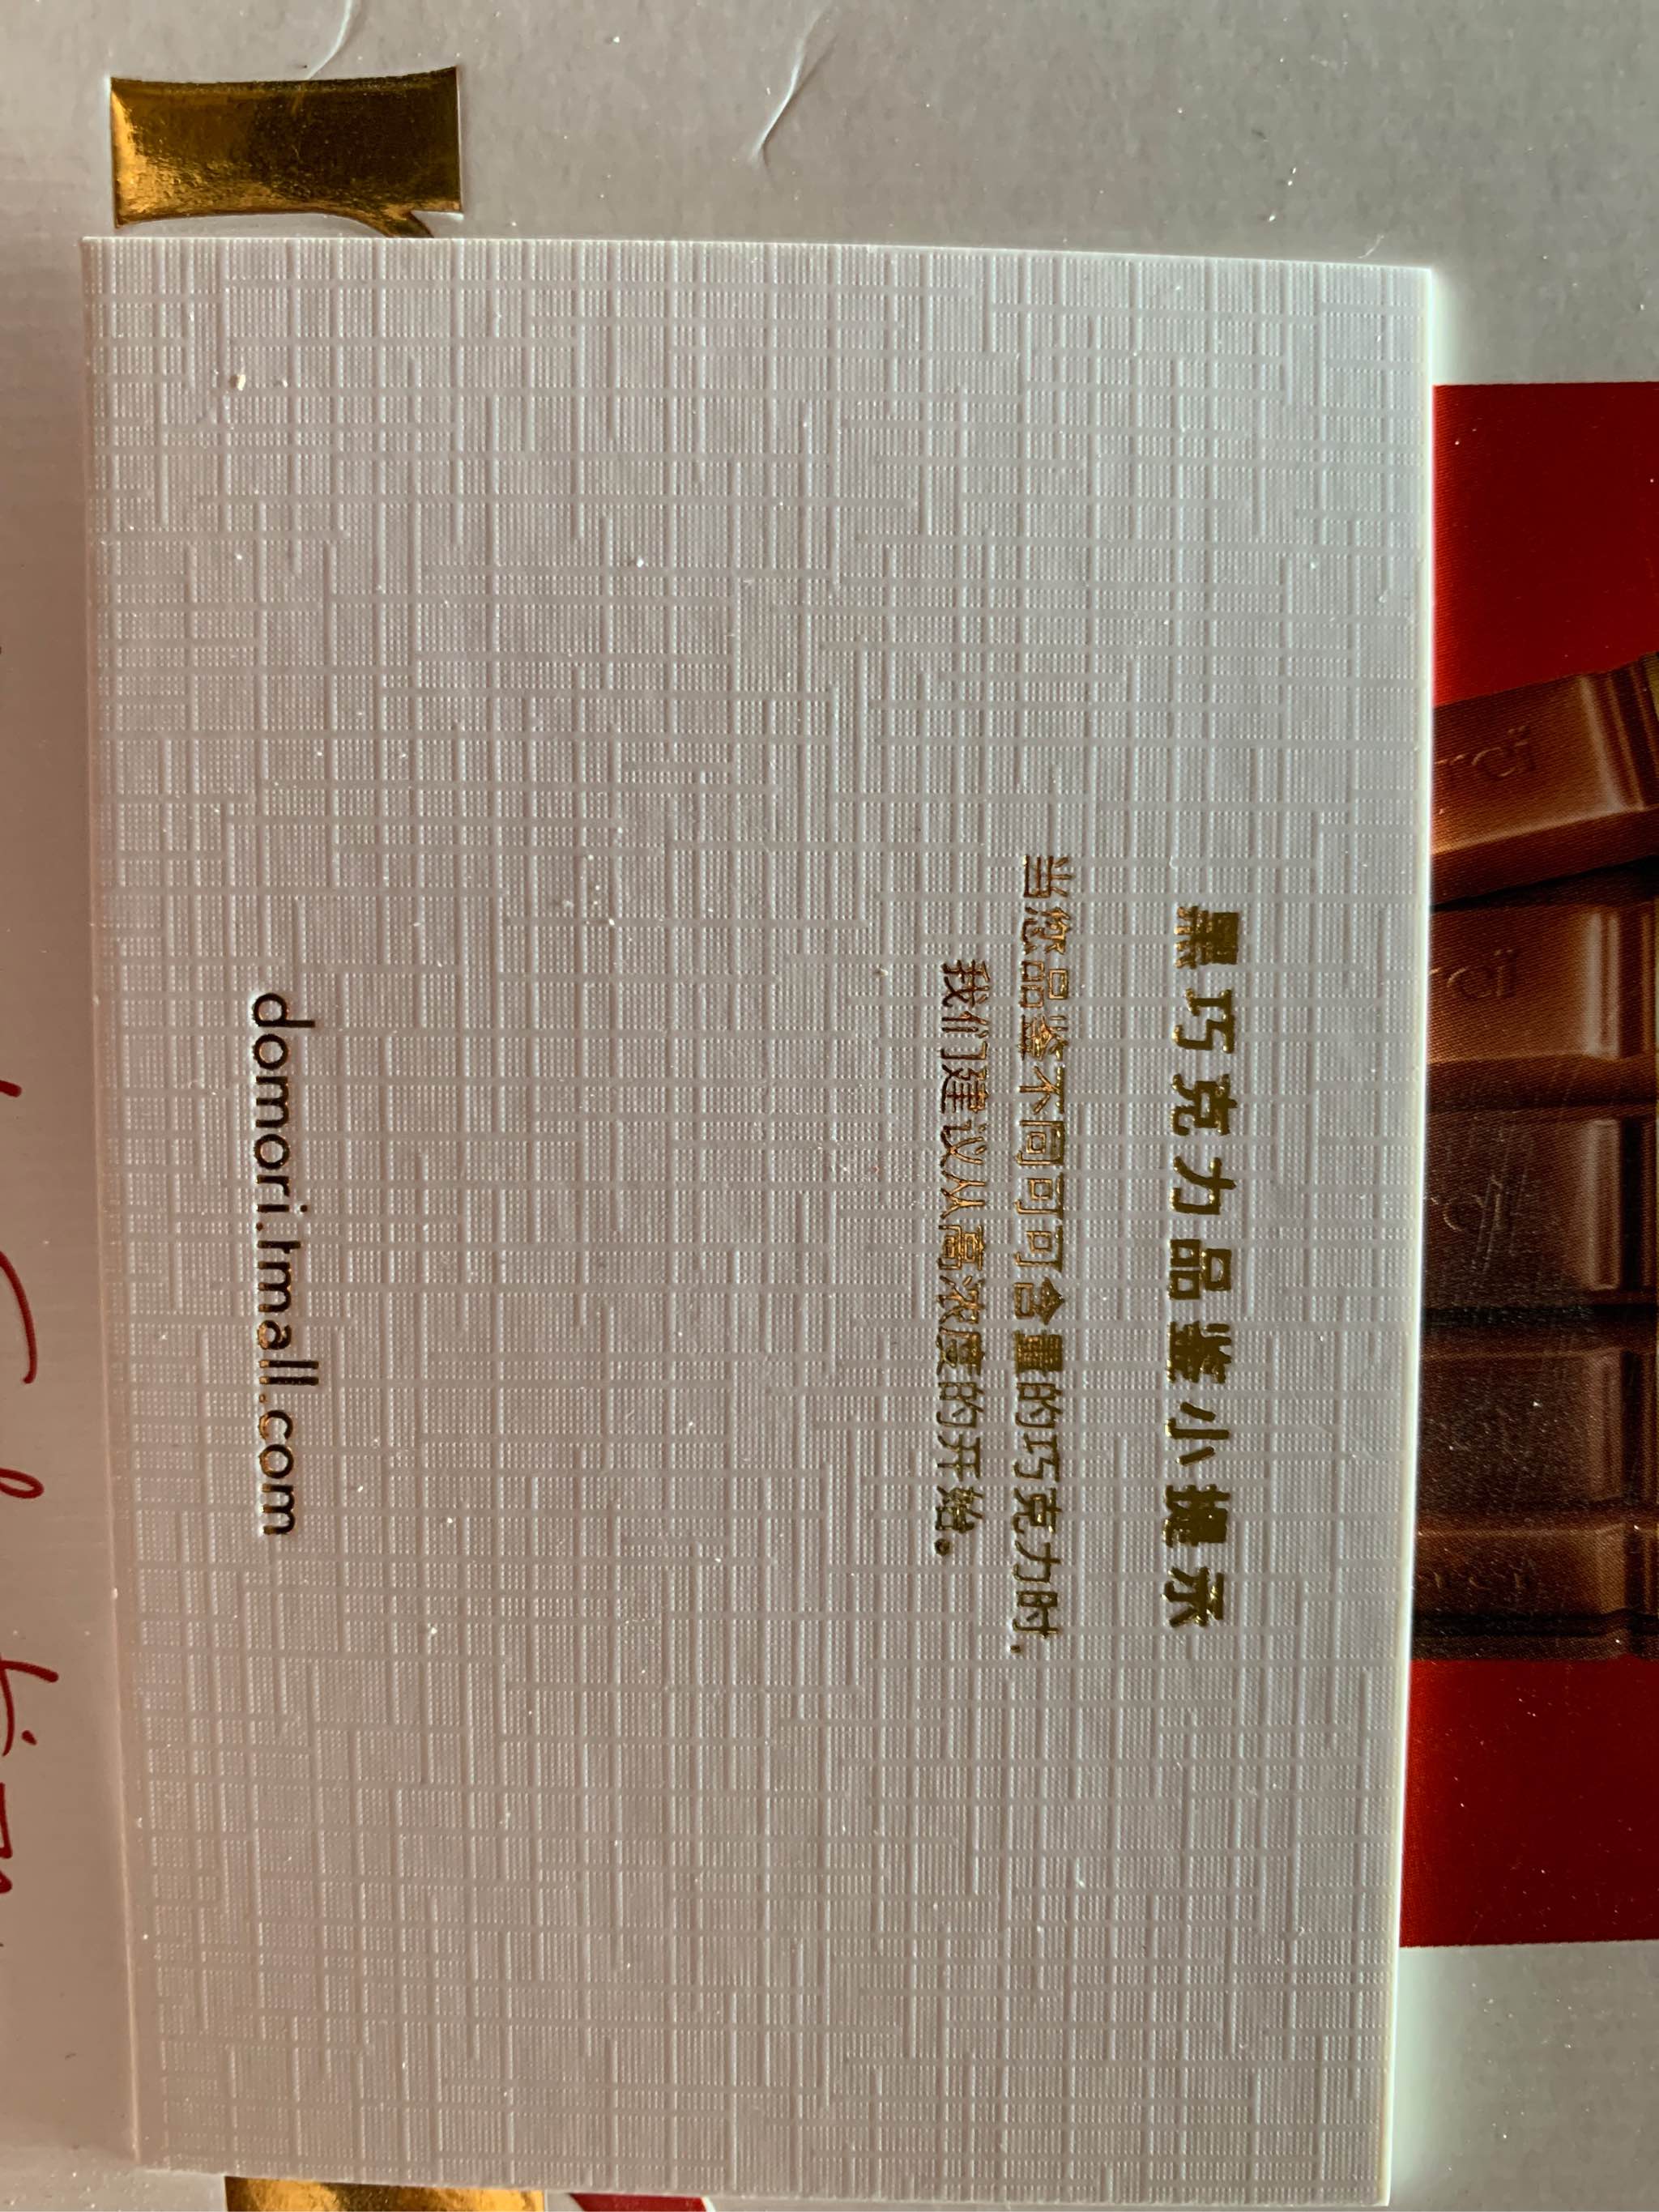 黑巧克力品鉴小提示
当您品鉴不同可可含量的巧克力时，
我们建议从高浓度的开始。
domori.tmall.com